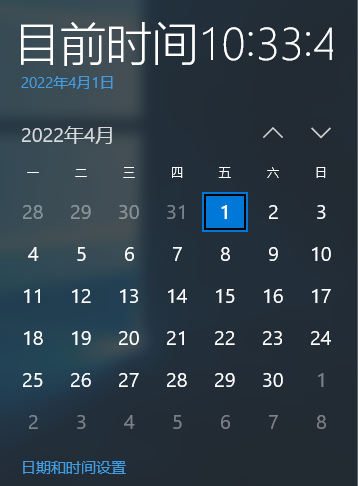 目前时间10:33:4
2022年4月1日
2022年4月
一 二 三 四 五 六 日
28 29 30 31 1 2 3
4 5 6 7 8 9 10
11 12 13 14 15 16 17
18 19 20 21 22 23 24
25 26 27 28 29 30 1
2 3 4 5 6 7 8
日期和时间设置